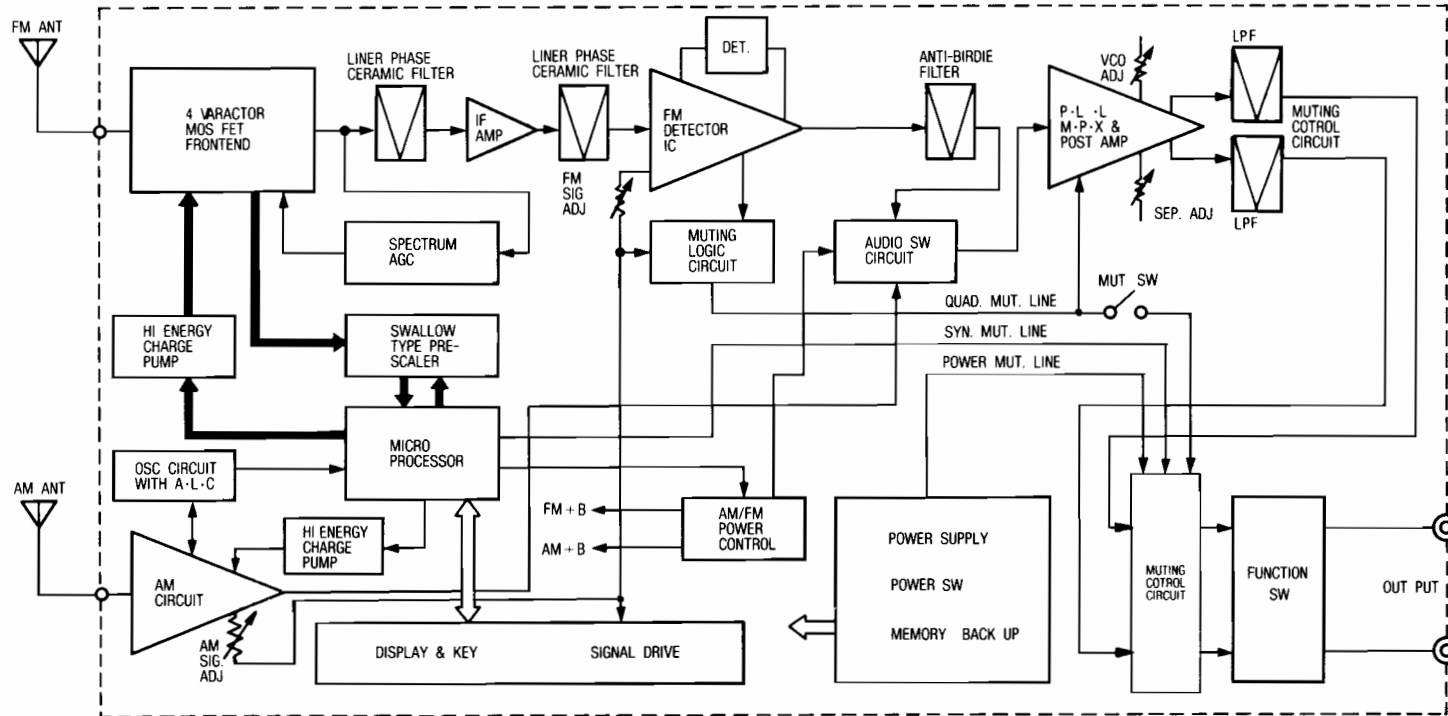 FM ANT
4 VARACTOR
MOS FET
FRONTEND
LINER PHASE
CERAMIC FILTER
IF
AMP
LINER PHASE
CERAMIC FILTER
DET.
FM
DETECTOR
IC
FM
SIG
ADJ
ANTI-BIRDIE
FILTER
VCO
ADJ
P·L·L
M·P·X &
POST AMP
SEP. ADJ
LPF
LPF
MUTING
COTROL
CIRCUIT
SPECTRUM
AGC
MUTING
LOGIC
CIRCUIT
AUDIO SW
CIRCUIT
MUT SW
QUAD. MUT. LINE
SYN. MUT. LINE
POWER MUT. LINE
HI ENERGY
CHARGE
PUMP
SWALLOW
TYPE PRE-
SCALER
MICRO
PROCESSOR
OSC CIRCUIT
WITH A·L·C
AM ANT
HI ENERGY
CHARGE
PUMP
AM
CIRCUIT
AM
SIG.
ADJ
FM + B
AM + B
AM/FM
POWER
CONTROL
DISPLAY & KEY
SIGNAL DRIVE
POWER SUPPLY
POWER SW
MEMORY BACK UP
MUTING
COTROL
CIRCUIT
FUNCTION
SW
OUT PUT